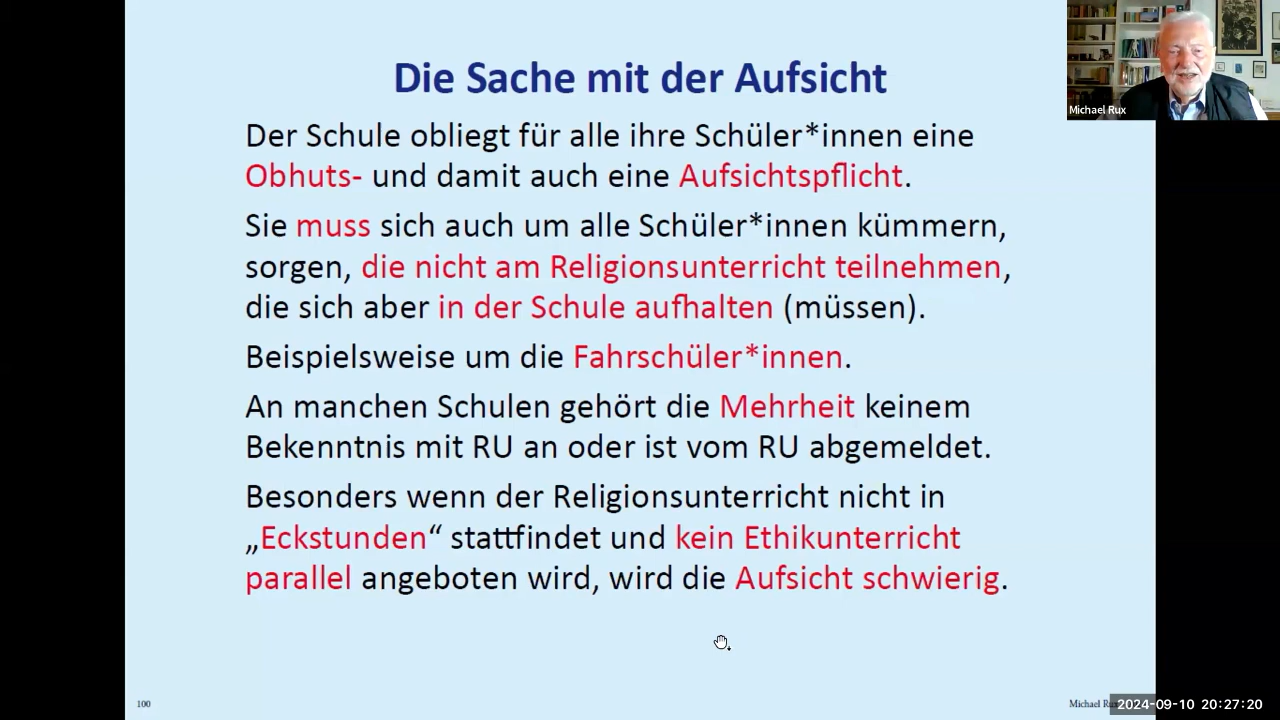 Die Sache mit der Aufsicht
Der Schule obliegt für alle ihre Schüler*innen eine
Obhuts- und damit auch eine Aufsichtspflicht.
Sie muss sich auch um alle Schüler*innen kümmern,
sorgen, die nicht am Religionsunterricht teilnehmen,
die sich aber in der Schule aufhalten (müssen).
Beispielsweise um die Fahrschüler*innen.
An manchen Schulen gehört die Mehrheit keinem
Bekenntnis mit RU an oder ist vom RU abgemeldet.
Besonders wenn der Religionsunterricht nicht in
„Eckstunden“ stattfindet und kein Ethikunterricht
parallel angeboten wird, wird die Aufsicht schwierig.
Michael Rux
100
Michael Rux
2024-09-10 20:27:20